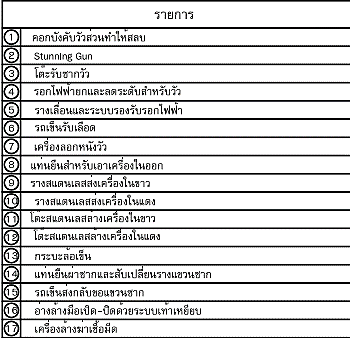 รายการ
1 คอกบังคับวัวส่วนทำให้สลบ
2 Stunning Gun
3 โต๊ะรับซากวัว
4 รอกไฟฟ้ายกและลดระดับสำหรับวัว
5 รางเลื่อนและระบบรองรับรอกไฟฟ้า
6 รถเข็นรับเลือด
7 เครื่องลอกหนังวัว
8 แท่นยืนสำหรับเอาเครื่องในออก
9 รางสแตนเลสส่งเครื่องในขาว
10 รางสแตนเลสส่งเครื่องในแดง
11 โต๊ะสแตนเลสล้างเครื่องในขาว
12 โต๊ะสแตนเลสล้างเครื่องในแดง
13 กระบะล้อเข็น
14 แท่นยืนผ่าซากและสับเปลี่ยนรางแขวนซาก
15 รถเข็นส่งกลับขอแขวนซาก
16 อ่างล้างมือเปิด-ปิดด้วยระบบเท้าเหยียบ
17 เครื่องล้างฆ่าเชื้อมีด